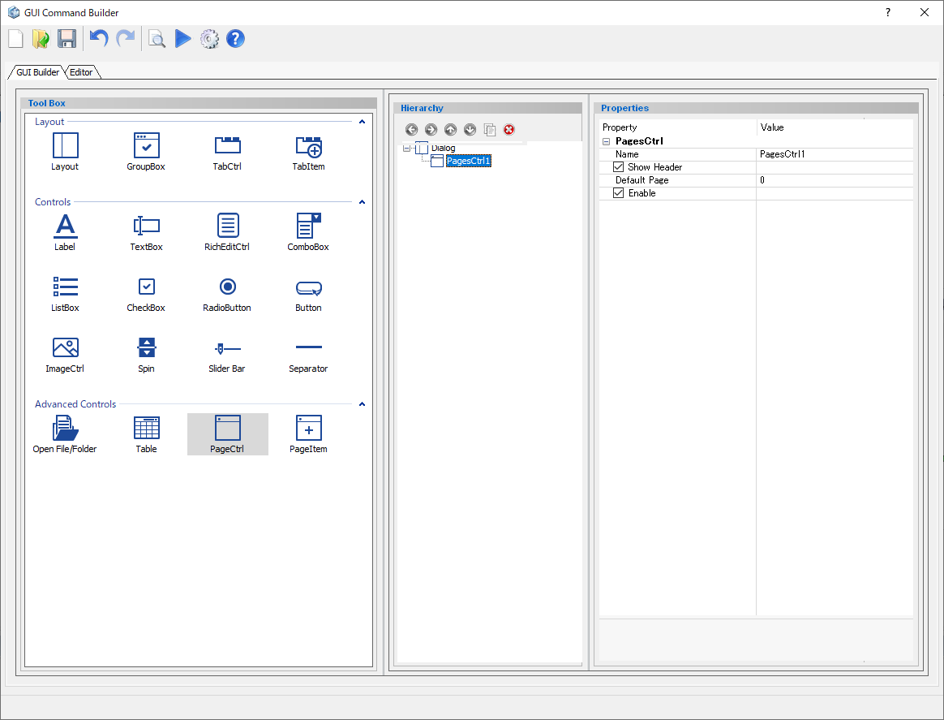 GUI Command Builder
?
GUI Builder Editor
Tool Box
Layout
Layout GroupBox TabCtrl TabItem
Controls
Label TextBox RichEditCtrl ComboBox
ListBox CheckBox RadioButton Button
ImageCtrl Spin Slider Bar Separator
Advanced Controls
Open File/Folder Table PageCtrl PageItem
Hierarchy
Dialog
PagesCtrl1
Properties
Property Value
PagesCtrl
Name PagesCtrl1
Show Header
Default Page 0
Enable